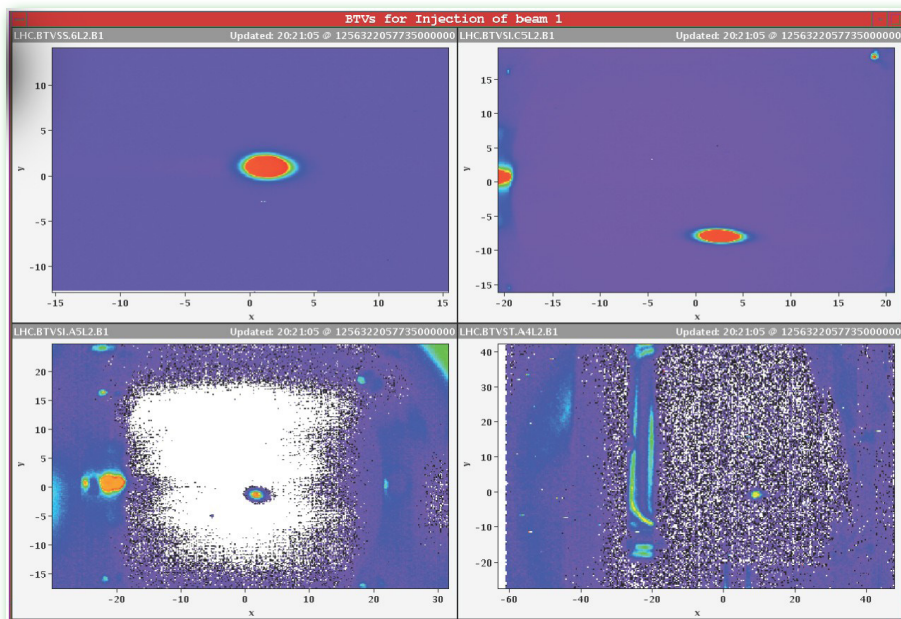 BTVs for Injection of beam 1
LHC.BTVSS.6L2.B1 Updated: 20:21:05 @ 1256322057735000000
10
5
0
-5
-10
y
-15 -10 -5 0 5 10 15
x
LHC.BTVSI.C5L2.B1 Updated: 20:21:05 @ 1256322057735000000
15
10
5
0
-5
-10
-15
y
-20 -15 -10 -5 0 5 10 15 20
x
LHC.BTVSI.A5L2.B1 Updated: 20:21:05 @ 1256322057735000000
20
15
10
5
0
-5
-10
-15
y
-20 -10 0 10 20 30
x
LHC.BTVST.A4L2.B1 Updated: 20:21:05 @ 1256322057735000000
40
30
20
10
0
-10
-20
y
-60 -40 -20 0 20 40
x